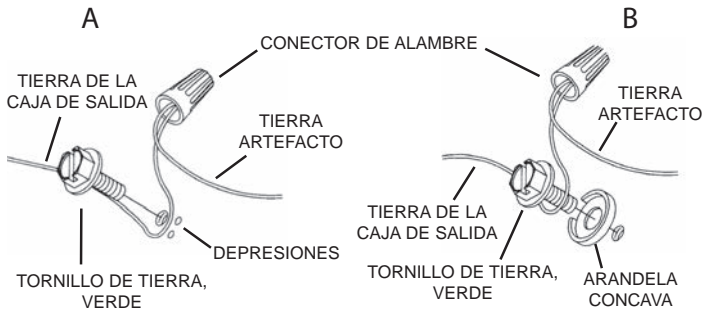 A
B
CONECTOR DE ALAMBRE
TIERRA DE LA
CAJA DE SALIDA
TIERRA
ARTEFACTO
TIERRA
ARTEFACTO
DEPRESIONES
TORNILLO DE TIERRA,
VERDE
TIERRA DE LA
CAJA DE SALIDA
TORNILLO DE TIERRA,
VERDE
ARANDELA
CONCAVA